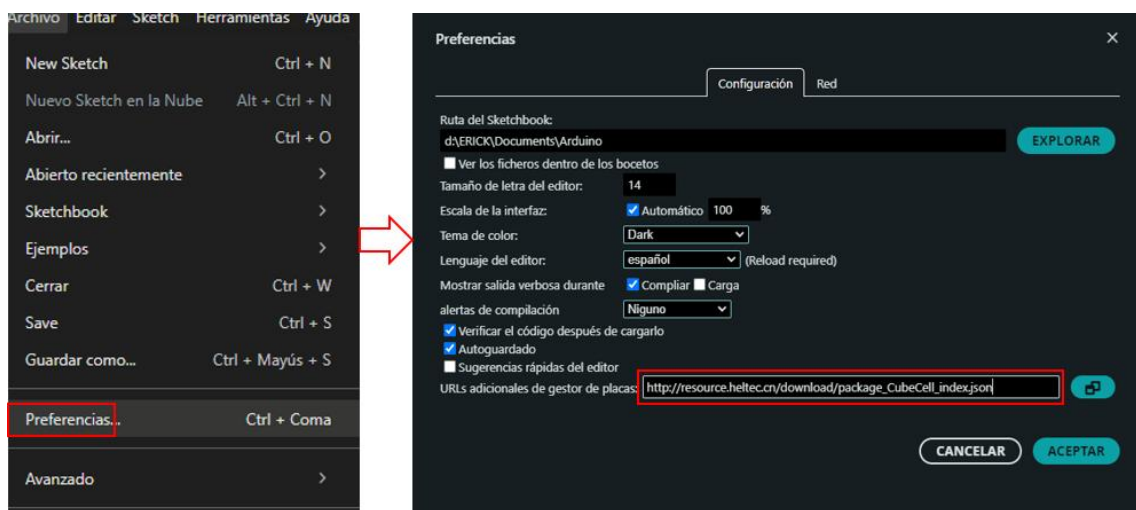 Archivo Editar Sketch Herramientas Ayuda
New Sketch Ctrl + N
Nuevo Sketch en la Nube Alt + Ctrl + N
Abrir... Ctrl + O
Abierto recientemente >
Sketchbook >
Ejemplos >
Cerrar Ctrl + W
Save Ctrl + S
Guardar como... Ctrl + Mayús + S
Preferencias... Ctrl + Coma
Avanzado >
Preferencias ×
Configuración Red
Ruta del Sketchbook:
d:\ERICK\Documents\Arduino EXPLORAR
Ver los ficheros dentro de los bocetos
Tamaño de letra del editor: 14
Escala de la interfaz: Automático 100 %
Tema de color: Dark
Lenguaje del editor: español (Reload required)
Mostrar salida verbosa durante Compliar Carga
alertas de compilación Niguno
Verificar el código después de cargarlo
Autoguardado
Sugerencias rápidas del editor
URLs adicionales de gestor de placas: http://resource.heltec.cn/download/package_CubeCell_index.json
CANCELAR ACEPTAR